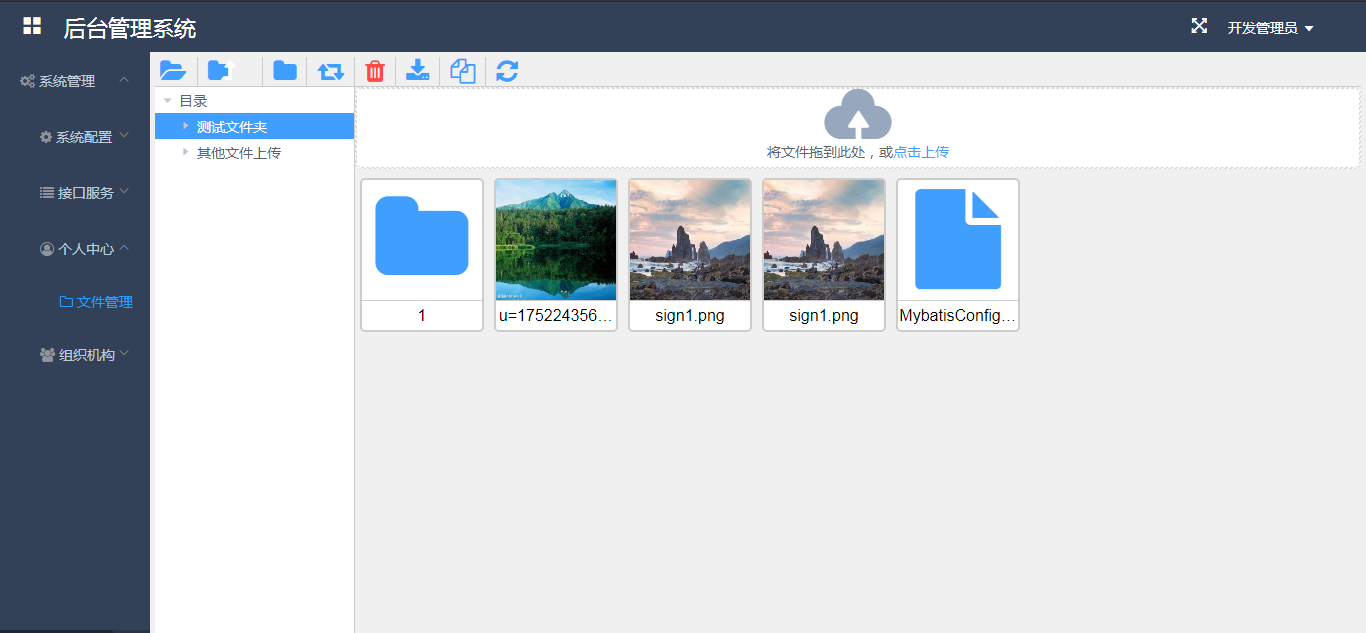 后台管理系统
开发管理员
系统管理
系统配置
接口服务
个人中心
文件管理
组织机构
目录
测试文件夹
其他文件上传
将文件拖到此处，或点击上传
1
u=175224356...
sign1.png
sign1.png
MybatisConfig...